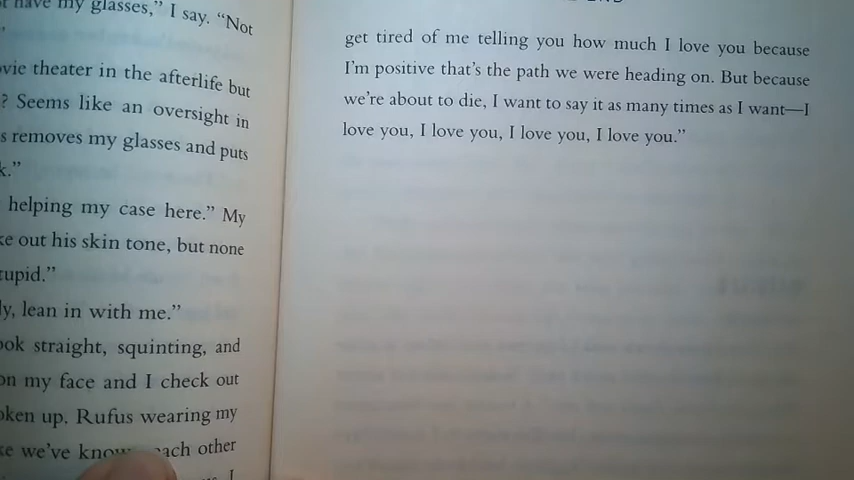 have my glasses,” I say. “Not
”
vie theater in the afterlife but
? Seems like an oversight in
s removes my glasses and puts
k.”
helping my case here.” My
ke out his skin tone, but none
tupid.”
ly, lean in with me.”
ook straight, squinting, and
on my face and I check out
oken up. Rufus wearing my
ke we’ve each other
I
get tired of me telling you how much I love you because
I’m positive that’s the path we were heading on. But because
we’re about to die, I want to say it as many times as I want—I
love you, I love you, I love you, I love you.”